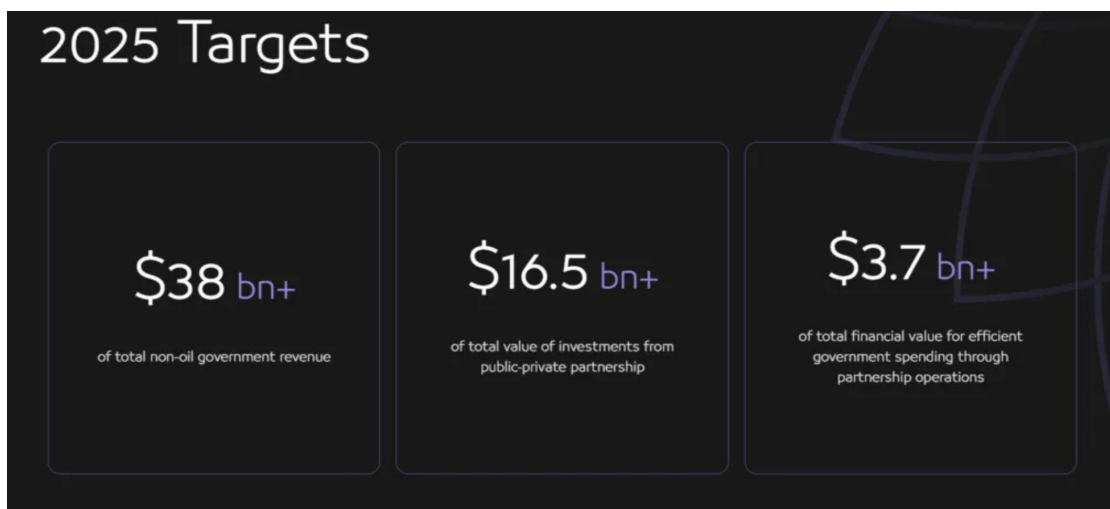 2025 Targets
$38 bn+
of total non-oil government revenue
$16.5 bn+
of total value of investments from
public-private partnership
$3.7 bn+
of total financial value for efficient
government spending through
partnership operations